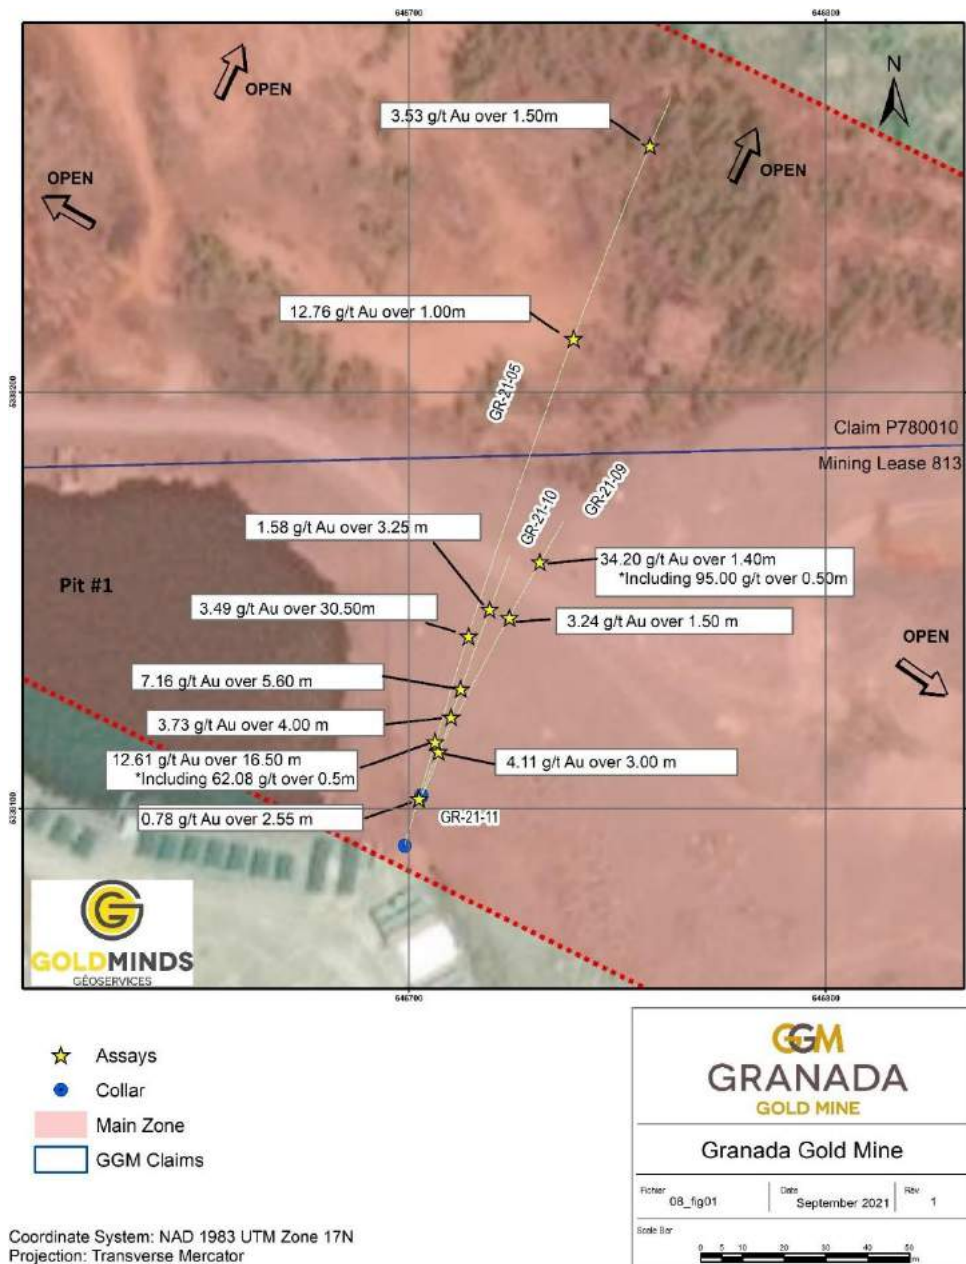 646700
646800
N
OPEN
3.53 g/t Au over 1.50m
OPEN
OPEN
12.76 g/t Au over 1.00m
GR-21-05
Claim P780010
Mining Lease 813
GR-21-10
GR-21-09
1.58 g/t Au over 3.25 m
34.20 g/t Au over 1.40m
*Including 95.00 g/t over 0.50m
Pit #1
3.49 g/t Au over 30.50m
3.24 g/t Au over 1.50 m
OPEN
7.16 g/t Au over 5.60 m
3.73 g/t Au over 4.00 m
12.61 g/t Au over 16.50 m
*Including 62.08 g/t over 0.5m
4.11 g/t Au over 3.00 m
0.78 g/t Au over 2.55 m
GR-21-11
GOLDMINDS
GÉOSERVICES
646700
646800
Assays
Collar
Main Zone
GGM Claims
Coordinate System: NAD 1983 UTM Zone 17N
Projection: Transverse Mercator
GGM
GRANADA
GOLD MINE
Granada Gold Mine
Fichier
08_fig01
Date
September 2021
Rév
1
Scale Bar
0 5 10 20 30 40 50
m